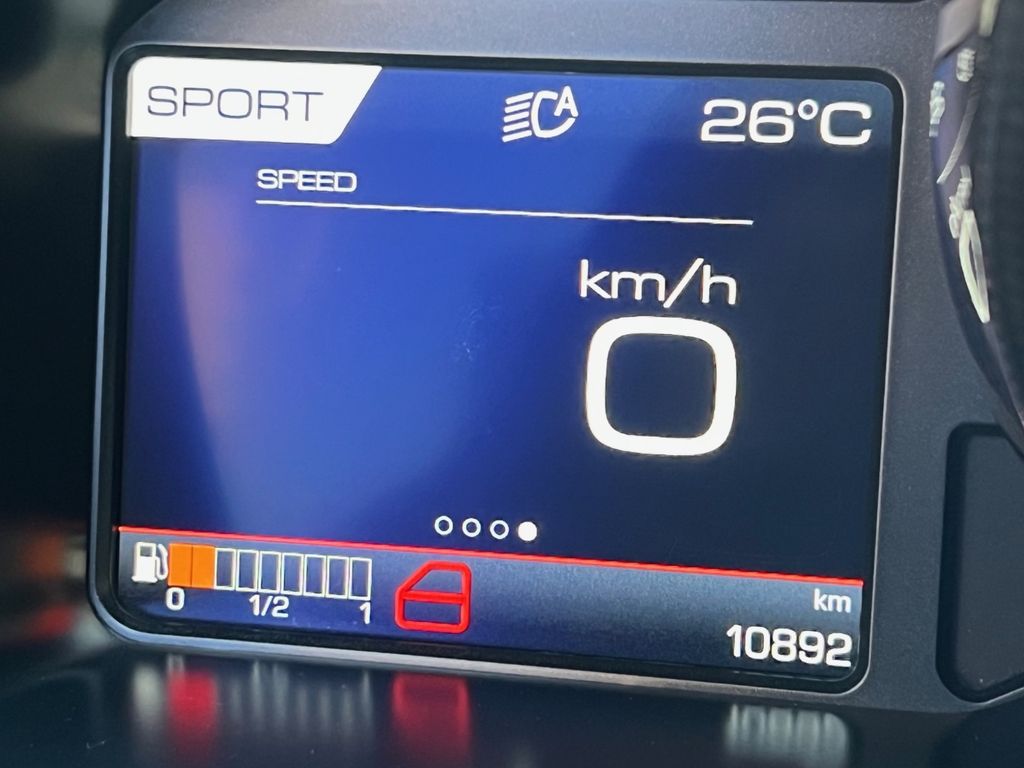 SPORT
26°C
SPEED
km/h
0
0 1/2 1
km
10892